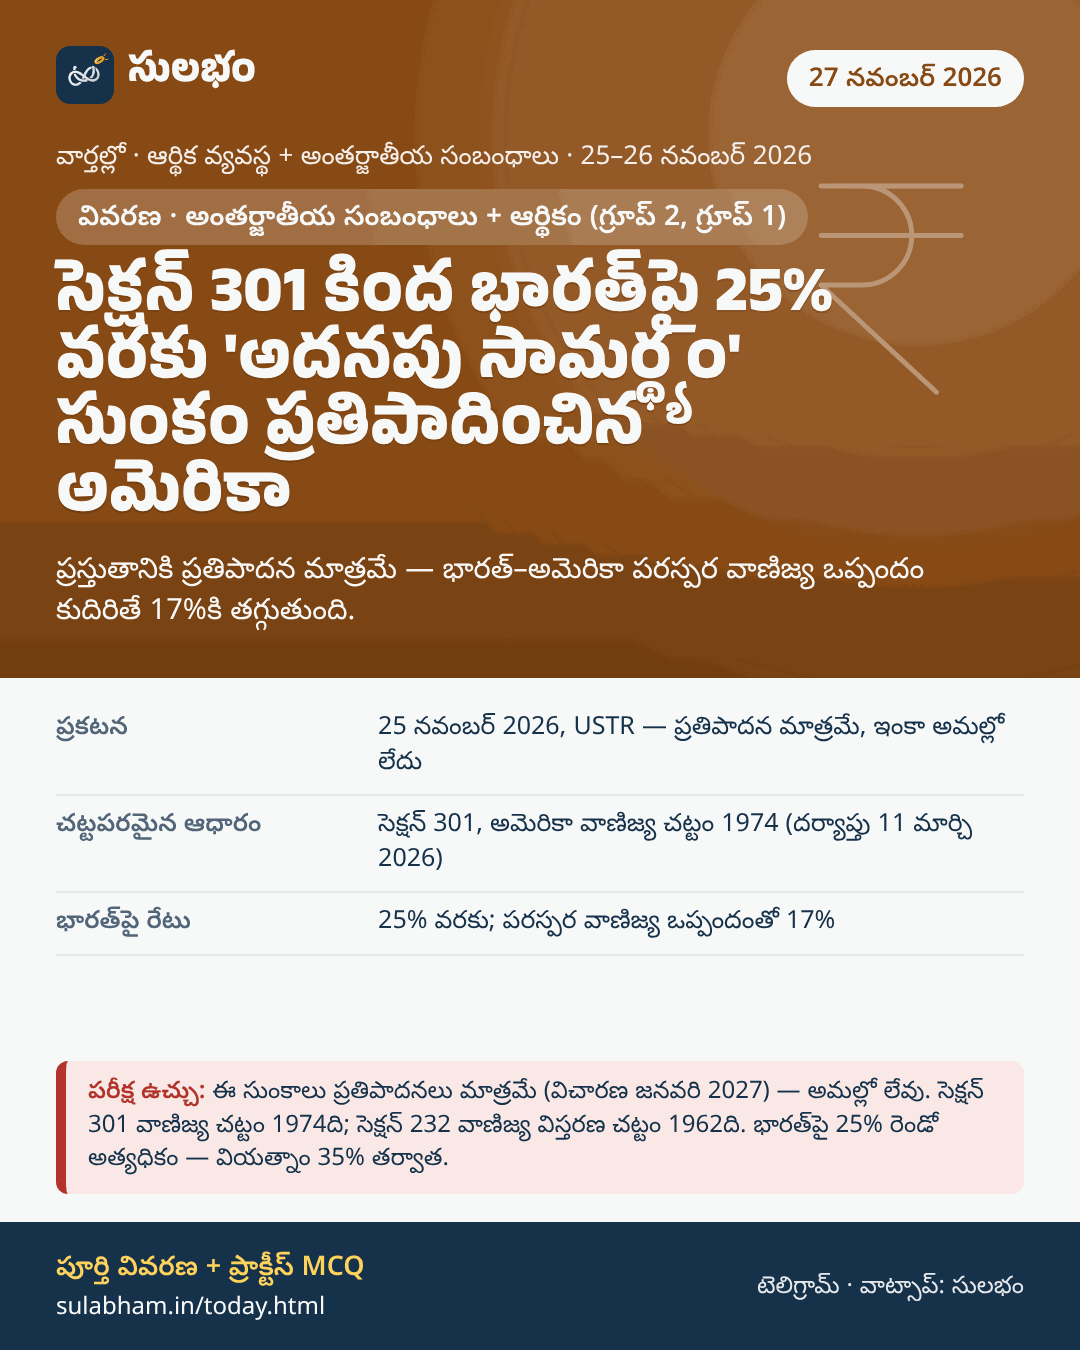 సులభం
27 నవంబర్ 2026
వార్తల్లో · ఆర్థిక వ్యవస్థ + అంతర్జాతీయ సంబంధాలు · 25–26 నవంబర్ 2026
వివరణ · అంతర్జాతీయ సంబంధాలు + ఆర్థికం (గ్రూప్ 2, గ్రూప్ 1)
సెక్షన్ 301 కింద భారత్‌పై 25%
వరకు 'అదనపు సామర్థ్యం'
సుంకం ప్రతిపాదించిన
అమెరికా
ప్రస్తుతానికి ప్రతిపాదన మాత్రమే — భారత్–అమెరికా పరస్పర వాణిజ్య ఒప్పందం
కుదిరితే 17%కి తగ్గుతుంది.
ప్రకటన
25 నవంబర్ 2026, USTR — ప్రతిపాదన మాత్రమే, ఇంకా అమల్లో
లేదు
చట్టపరమైన ఆధారం
సెక్షన్ 301, అమెరికా వాణిజ్య చట్టం 1974 (దర్యాప్తు 11 మార్చి
2026)
భారత్‌పై రేటు
25% వరకు; పరస్పర వాణిజ్య ఒప్పందంతో 17%
పరీక్ష ఉచ్చు: ఈ సుంకాలు ప్రతిపాదనలు మాత్రమే (విచారణ జనవరి 2027) — అమల్లో లేవు. సెక్షన్
301 వాణిజ్య చట్టం 1974ది; సెక్షన్ 232 వాణిజ్య విస్తరణ చట్టం 1962ది. భారత్‌పై 25% రెండో
అత్యధికం — వియత్నాం 35% తర్వాత.
పూర్తి వివరణ + ప్రాక్టీస్ MCQ
sulabham.in/today.html
టెలిగ్రామ్ · వాట్సాప్: సులభం